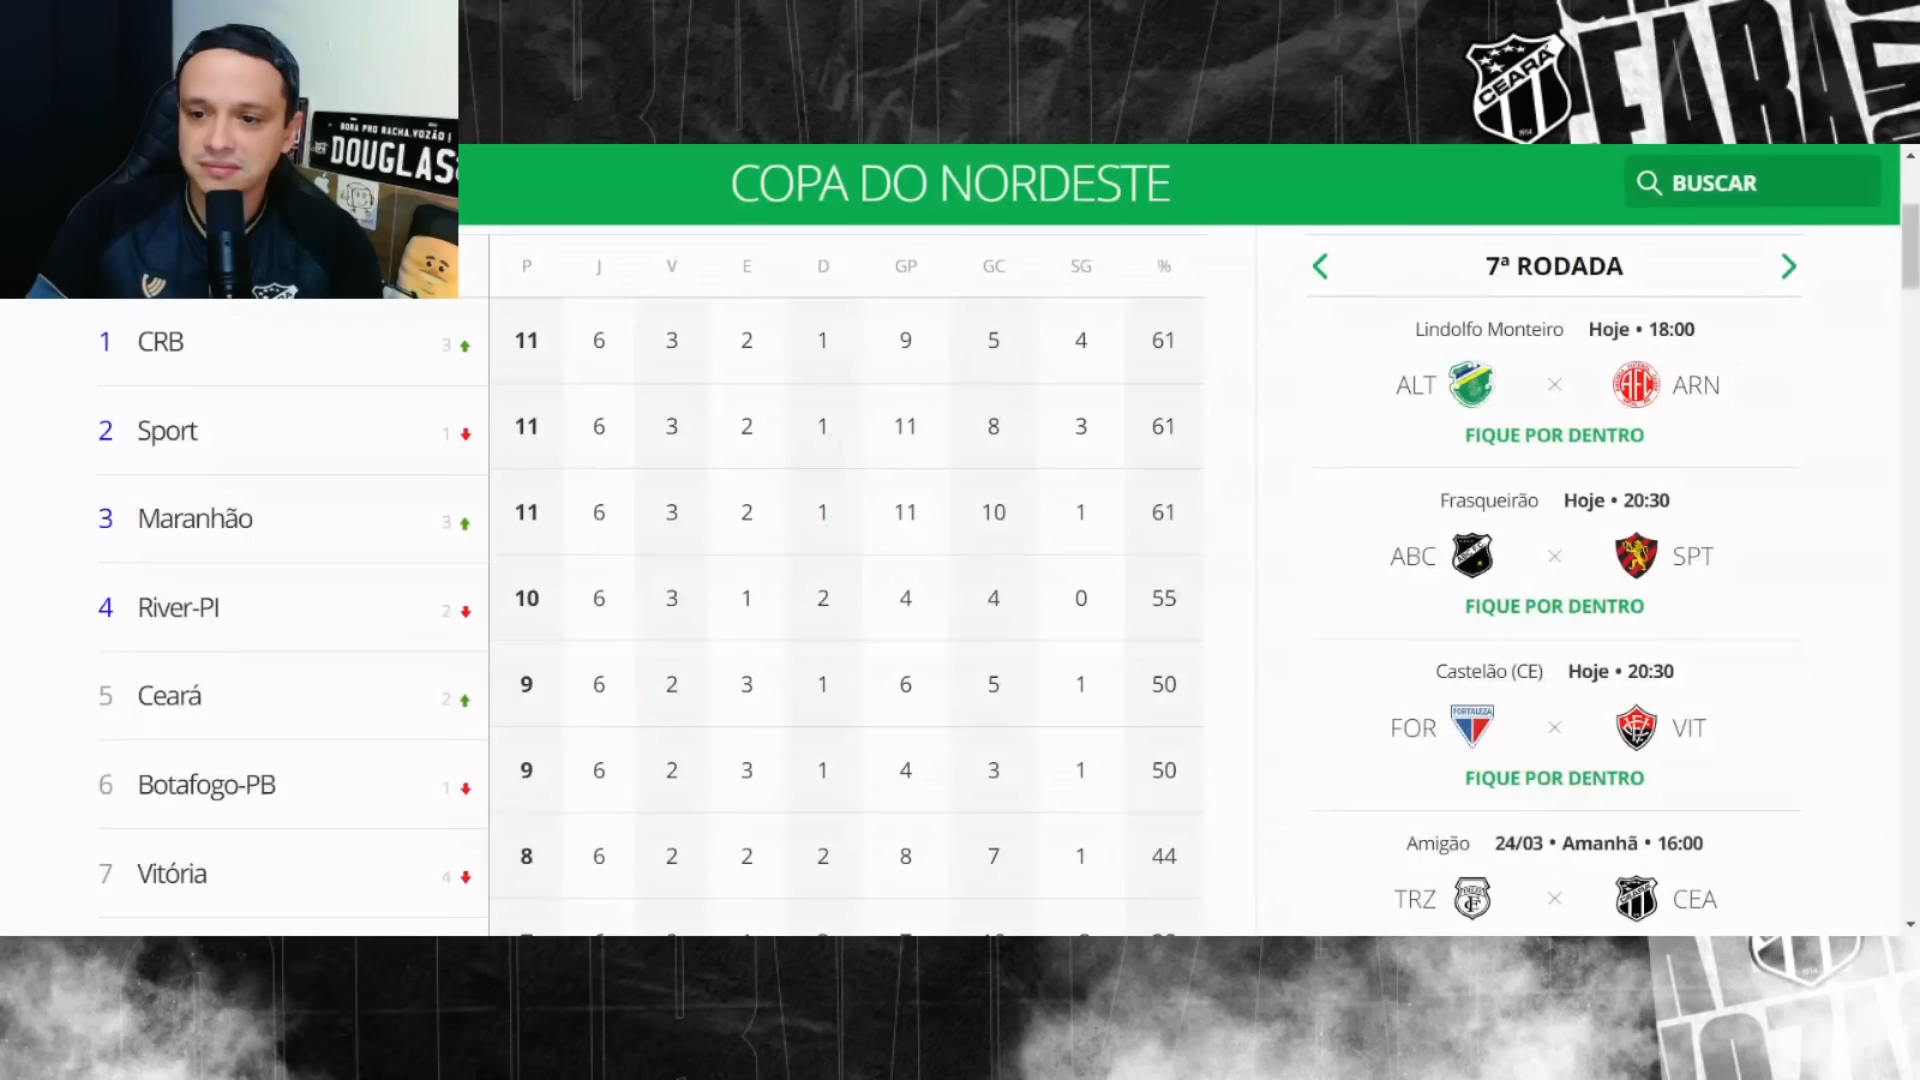 BORA PRO RACHA, VOZÃO!
DOUGLAS
CEARÁ
1914
COPA DO NORDESTE
BUSCAR
P J V E D GP GC SG %
1 CRB 3 11 6 3 2 1 9 5 4 61
2 Sport 1 11 6 3 2 1 11 8 3 61
3 Maranhão 3 11 6 3 2 1 11 10 1 61
4 River-PI 2 10 6 3 1 2 4 4 0 55
5 Ceará 2 9 6 2 3 1 6 5 1 50
6 Botafogo-PB 1 9 6 2 3 1 4 3 1 50
7 Vitória 4 8 6 2 2 2 8 7 1 44
7ª RODADA
Lindolfo Monteiro Hoje • 18:00
ALT × ARN
FIQUE POR DENTRO
Frasqueirão Hoje • 20:30
ABC × SPT
FIQUE POR DENTRO
Castelão (CE) Hoje • 20:30
FOR × VIT
FIQUE POR DENTRO
Amigão 24/03 • Amanhã • 16:00
TRZ × CEA